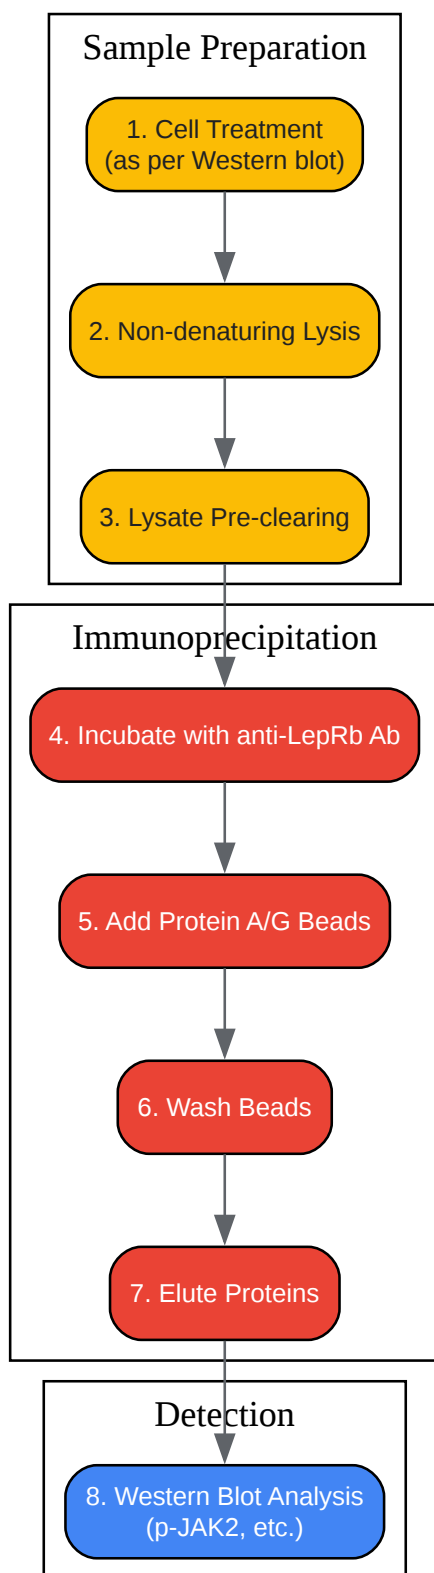 Sample Preparation
1. Cell Treatment
(as per Western blot)
2. Non-denaturing Lysis
3. Lysate Pre-clearing
Immunoprecipitation
4. Incubate with anti-LepRb Ab
5. Add Protein A/G Beads
6. Wash Beads
7. Elute Proteins
Detection
8. Western Blot Analysis
(p-JAK2, etc.)